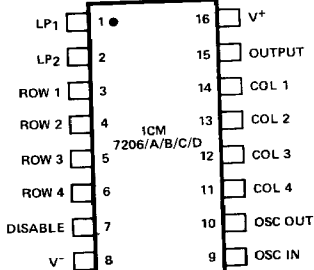 LP1 1 16 V+
LP2 2 15 OUTPUT
ROW 1 3 14 COL 1
ROW 2 4 13 COL 2
ICM
7206/A/B/C/D
ROW 3 5 12 COL 3
ROW 4 6 11 COL 4
DISABLE 7 10 OSC OUT
V- 8 9 OSC IN